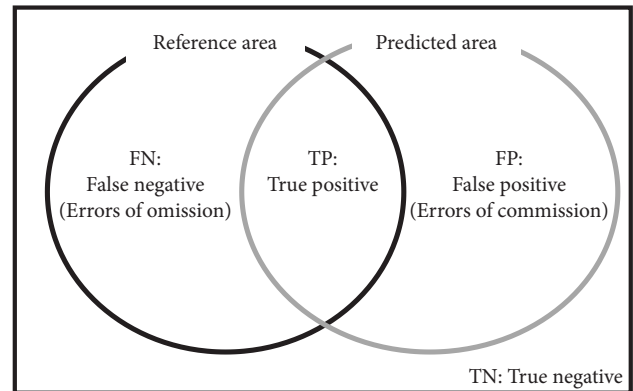 Reference area
Predicted area
FN:
False negative
(Errors of omission)
TP:
True positive
FP:
False positive
(Errors of commission)
TN: True negative